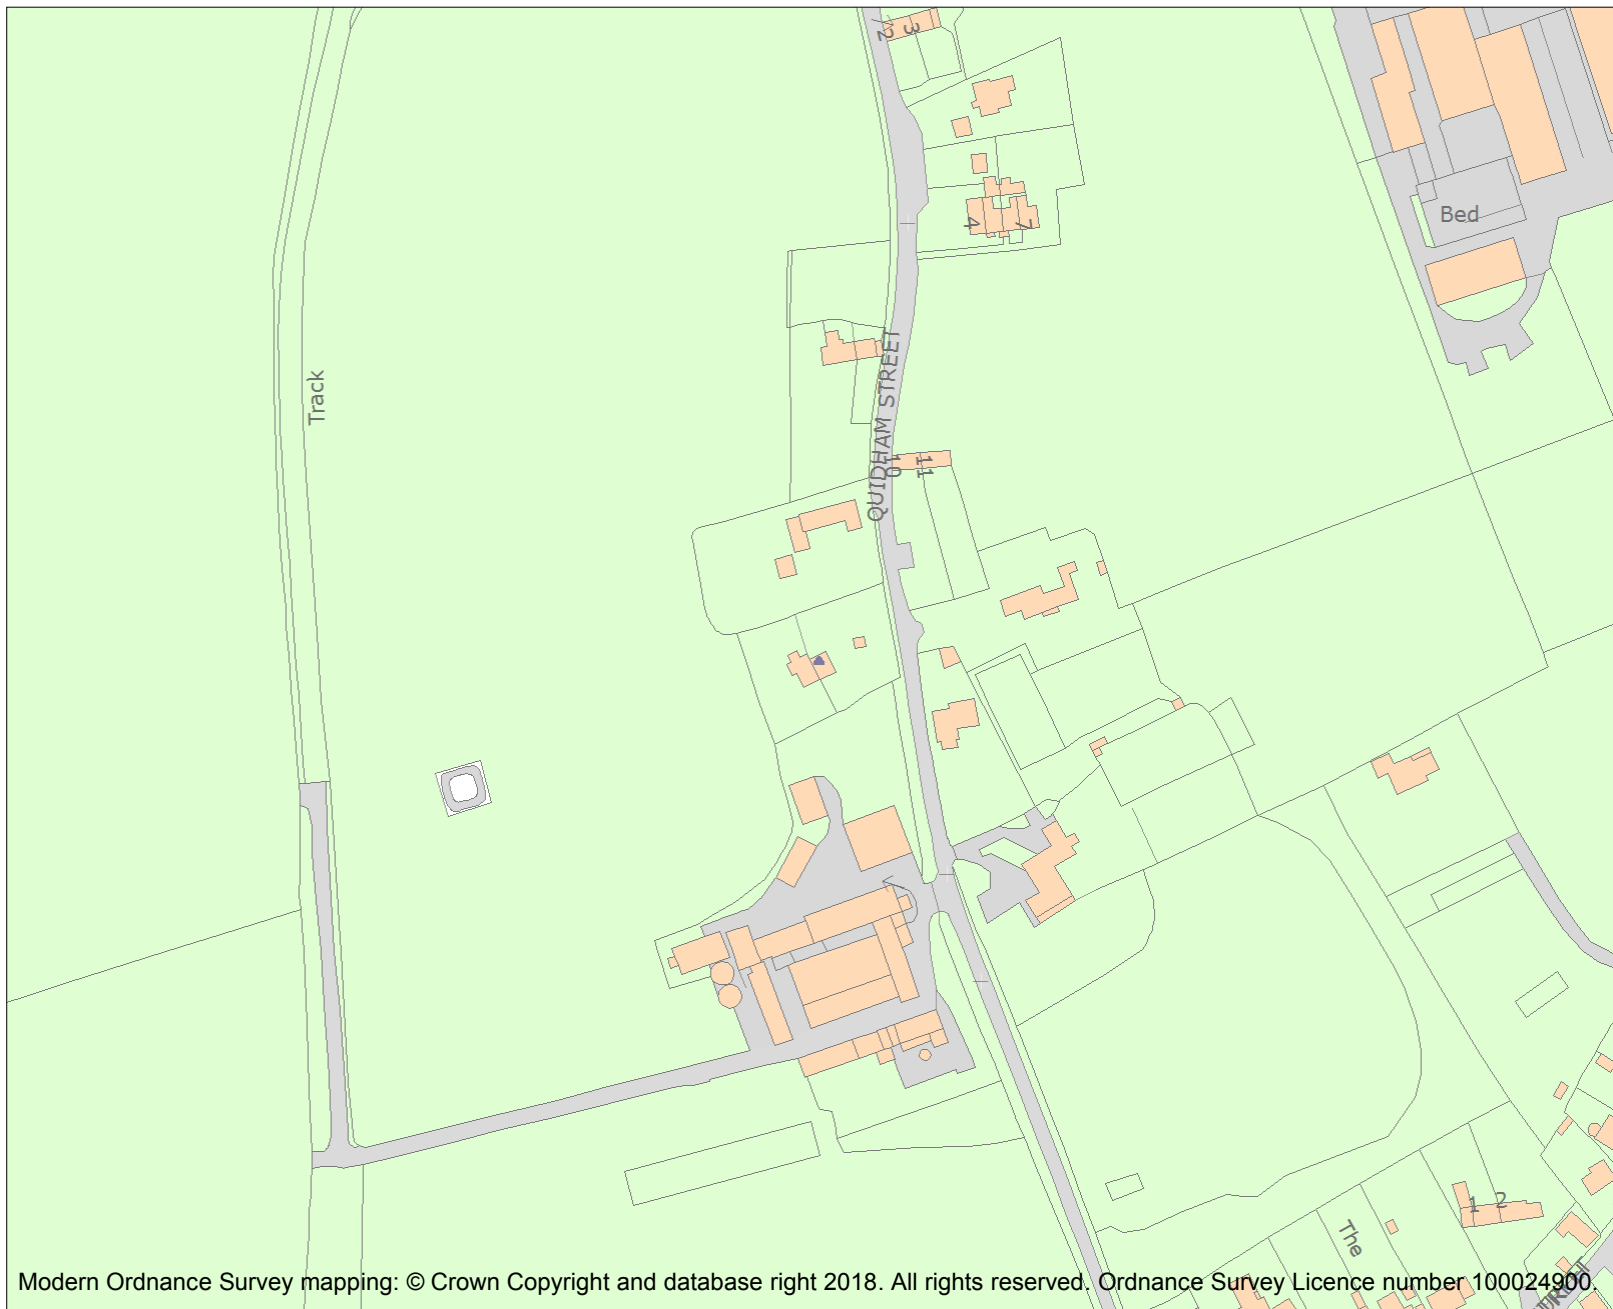 2
3
4
7
Bed
Track
QUIDHAM STREET
10
11
1 2
The
Modern Ordnance Survey mapping: © Crown Copyright and database right 2018. All rights reserved. Ordnance Survey Licence number 100024900.